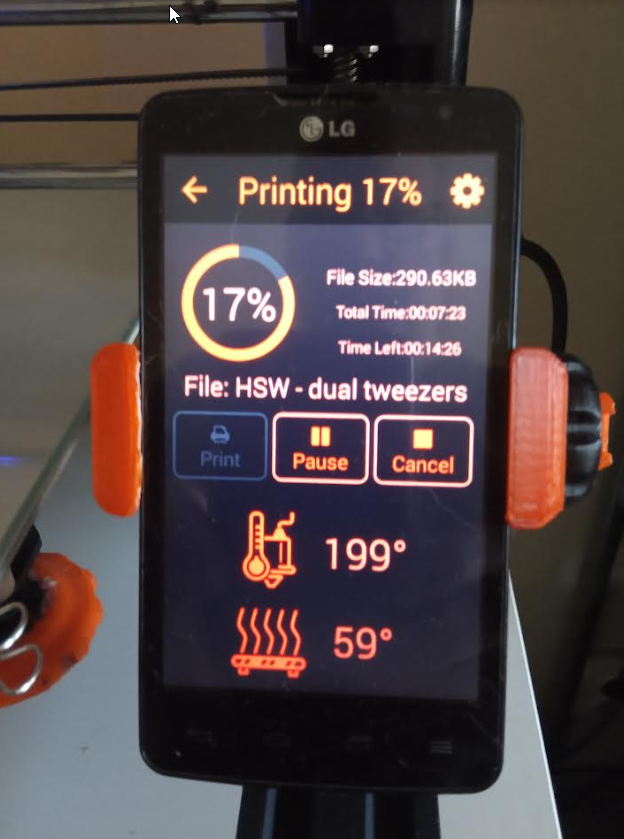 LG
Printing 17%
17%
File Size:290.63KB
Total Time:00:07:23
Time Left:00:14:26
File: HSW - dual tweezers
Print
Pause
Cancel
199°
59°